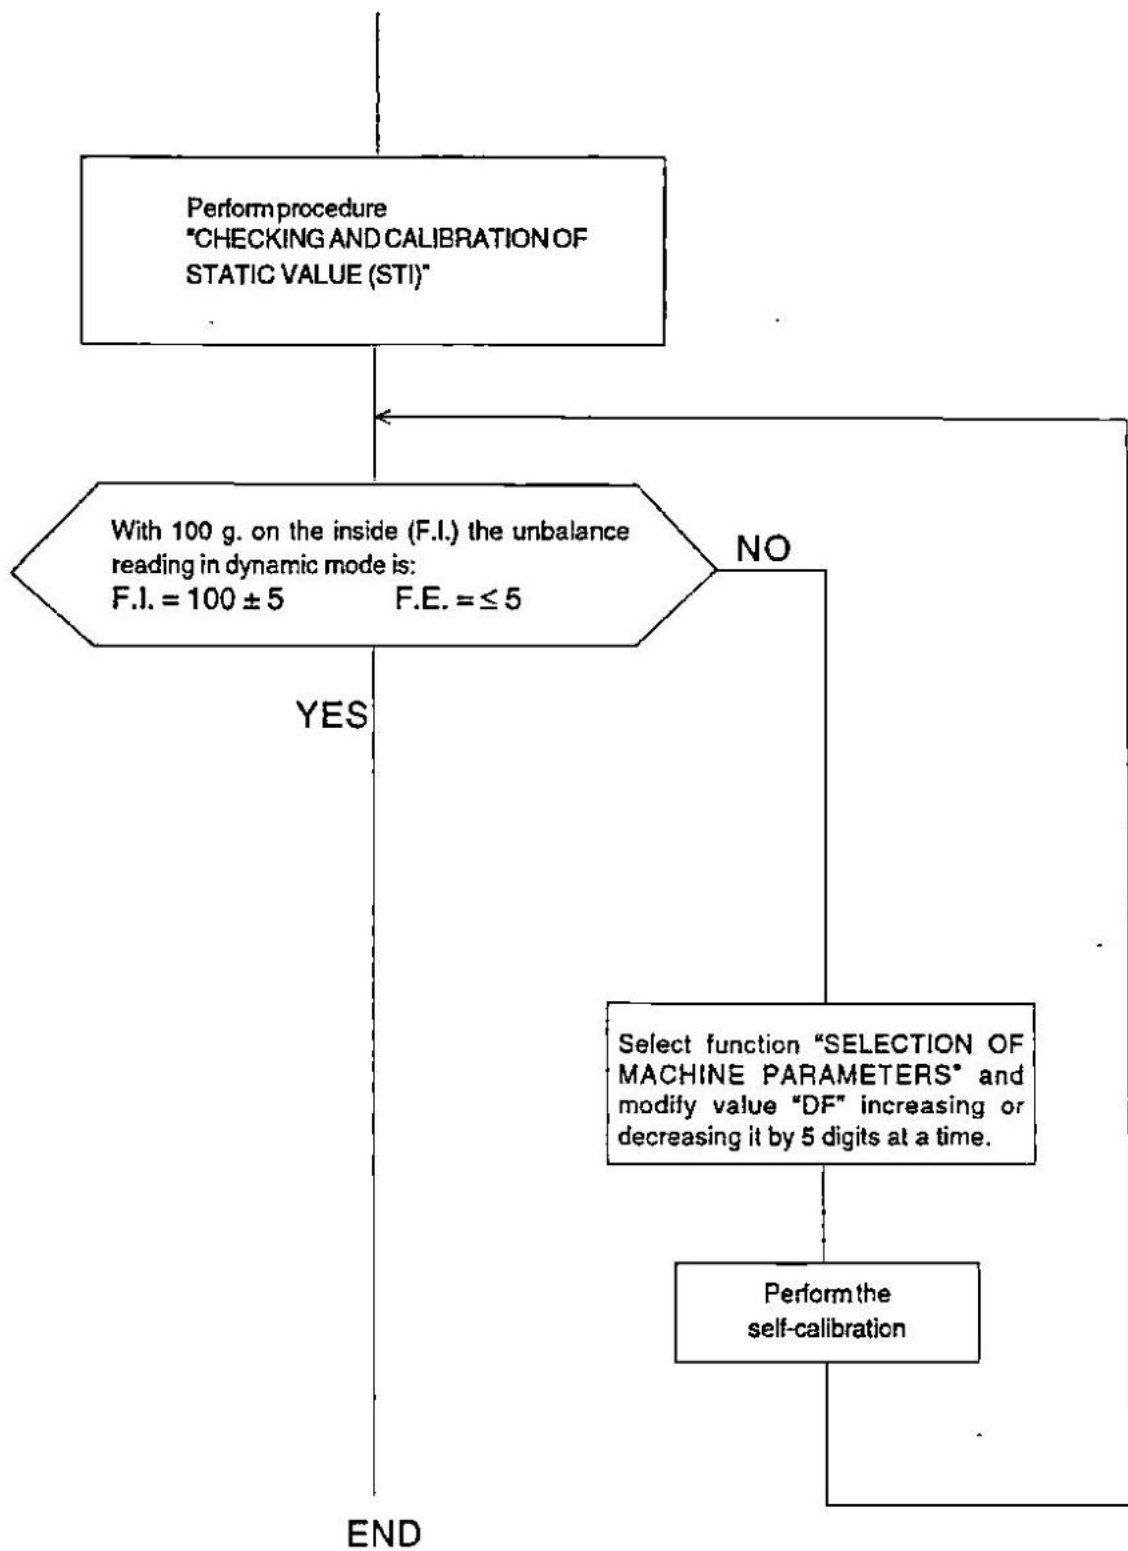 Perform procedure
"CHECKING AND CALIBRATION OF
STATIC VALUE (STI)"
With 100 g. on the inside (F.I.) the unbalance
reading in dynamic mode is:
F.I. = 100 ± 5 F.E. = ≤ 5
NO
YES
Select function "SELECTION OF
MACHINE PARAMETERS" and
modify value "DF" increasing or
decreasing it by 5 digits at a time.
Perform the
self-calibration
END